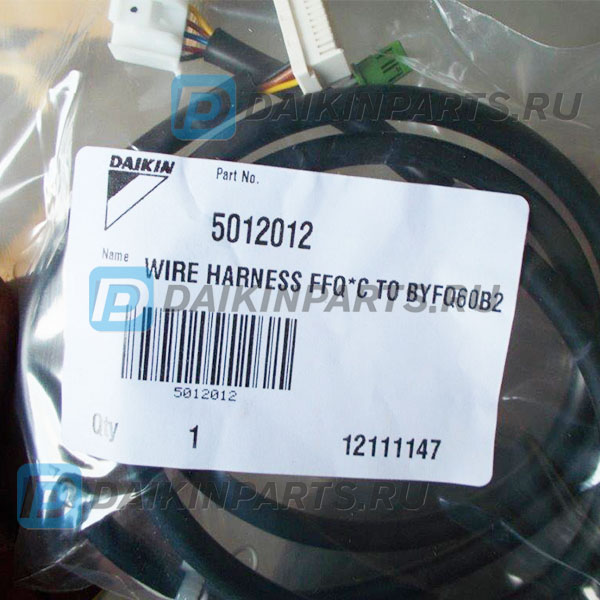 DAIKINPARTS.RU
DAIKIN
Part No.
5012012
Name
WIRE HARNESS FFQ*C TO BYFQ60B2
DAIKINPARTS.RU
5012012
Qty
1
12111147
DAIKINPARTS.RU